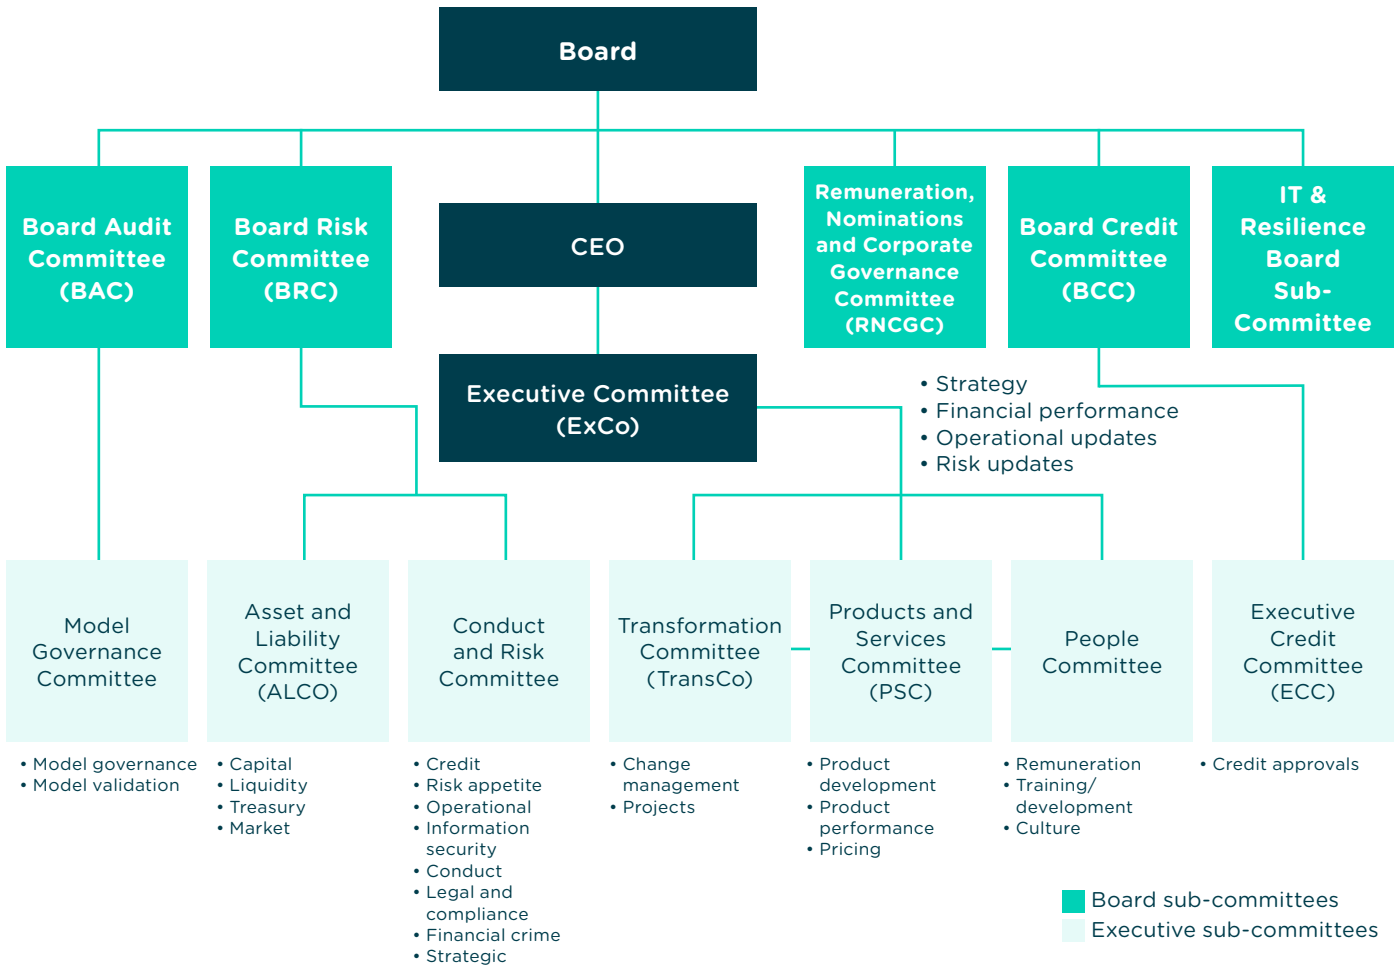 Board
Board Audit
Committee
(BAC)
Board Risk
Committee
(BRC)
CEO
Executive Committee
(ExCo)
Remuneration,
Nominations
and Corporate
Governance
Committee
(RNCGC)
Board Credit
Committee
(BCC)
IT &
Resilience
Board
Sub-
Committee
• Strategy
• Financial performance
• Operational updates
• Risk updates
Model
Governance
Committee
• Model governance
• Model validation
Asset and
Liability
Committee
(ALCO)
• Capital
• Liquidity
• Treasury
• Market
Conduct
and Risk
Committee
• Credit
• Risk appetite
• Operational
• Information
security
• Conduct
• Legal and
compliance
• Financial crime
• Strategic
Transformation
Committee
(TransCo)
• Change
management
• Projects
Products and
Services
Committee
(PSC)
• Product
development
• Product
performance
• Pricing
People
Committee
• Remuneration
• Training/
development
• Culture
Executive
Credit
Committee
(ECC)
• Credit approvals
Board sub-committees
Executive sub-committees